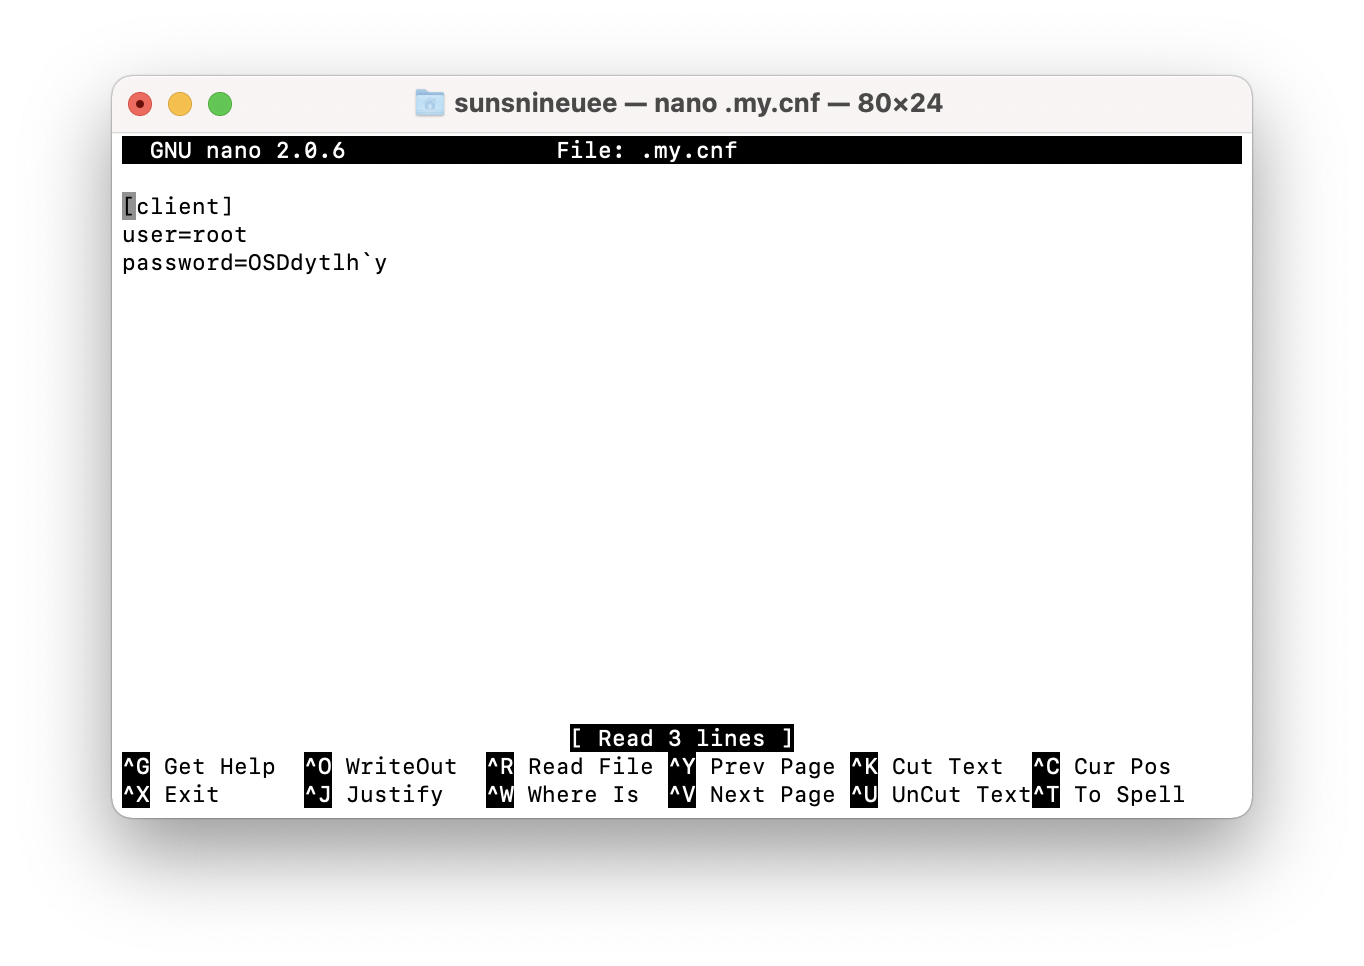 sunsnineuee — nano .my.cnf — 80×24
GNU nano 2.0.6 File: .my.cnf
[client]
user=root
password=OSDdytlh`y
[ Read 3 lines ]
^G Get Help ^O WriteOut ^R Read File ^Y Prev Page ^K Cut Text ^C Cur Pos
^X Exit ^J Justify ^W Where Is ^V Next Page ^U UnCut Text ^T To Spell